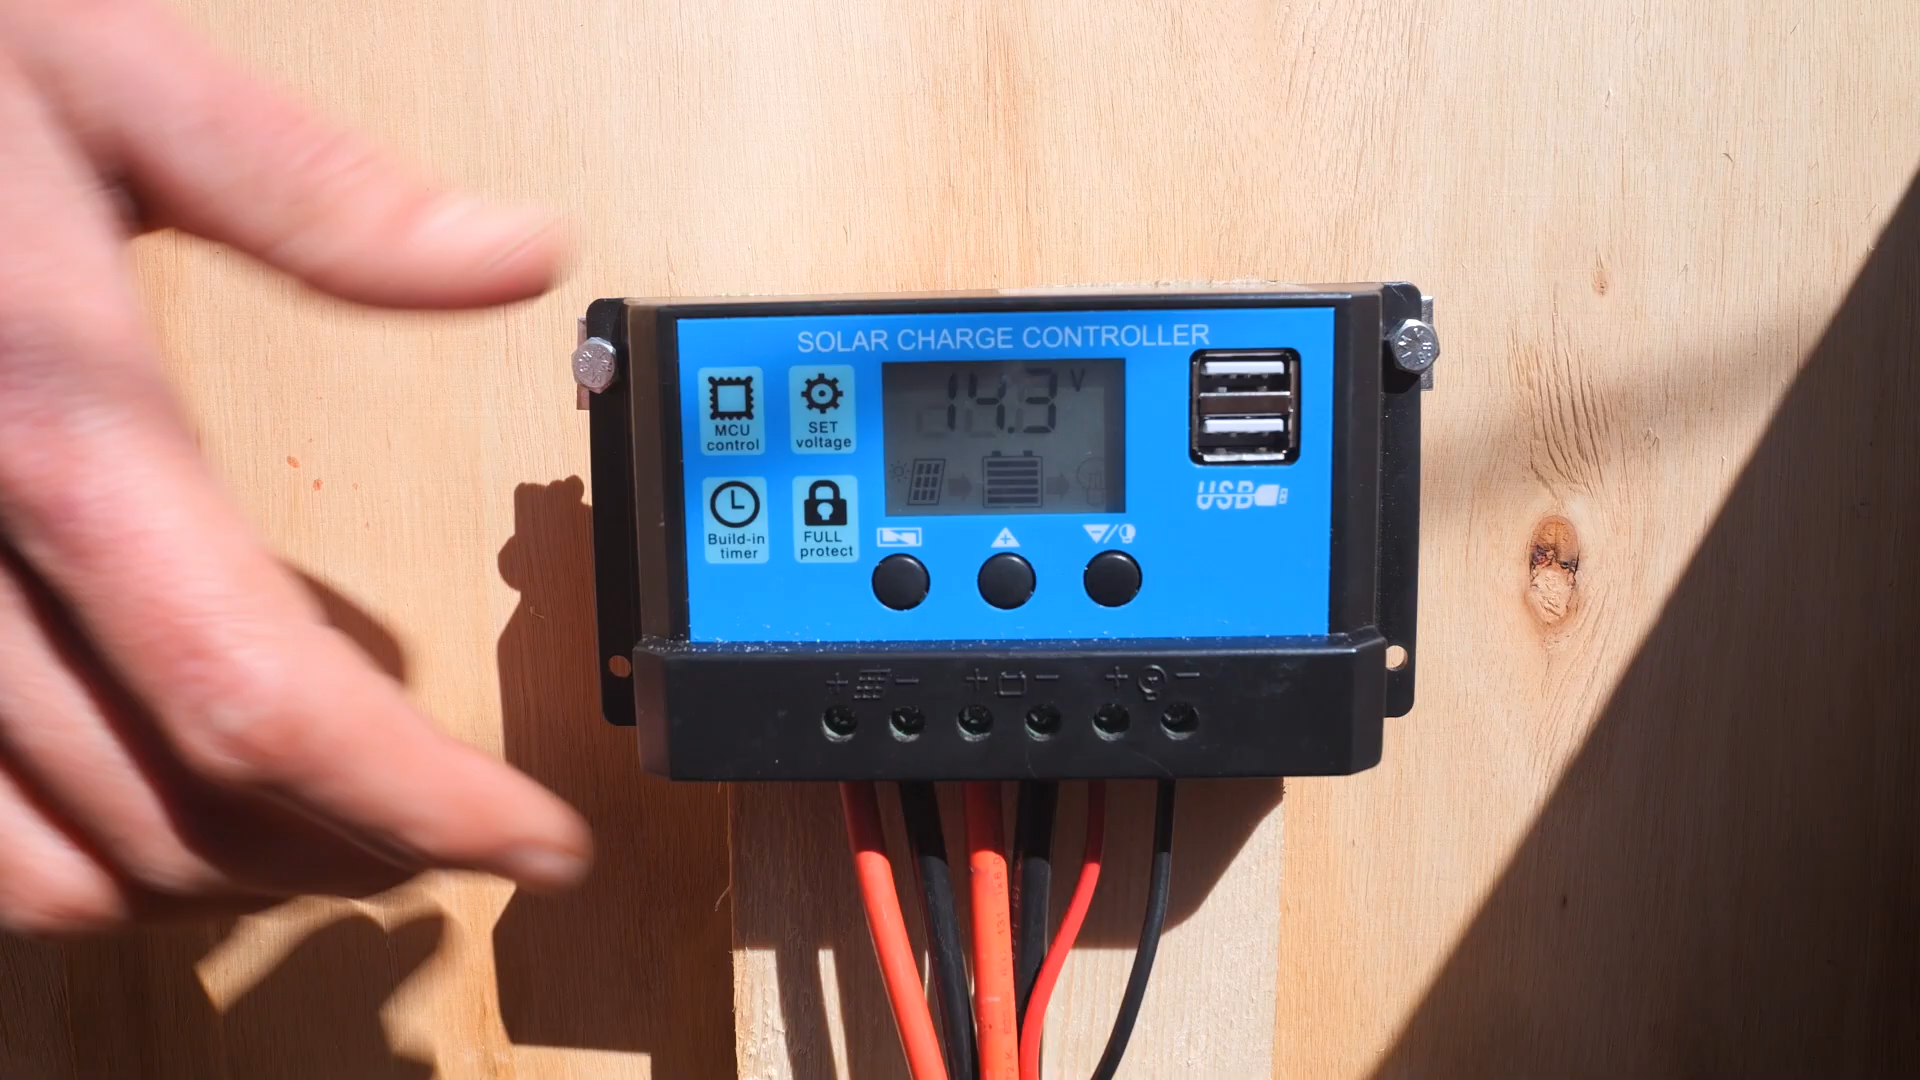 SOLAR CHARGE CONTROLLER
14.3 V
MCU
control
SET
voltage
Build-in
timer
FULL
protect
USB
+ - + - + -